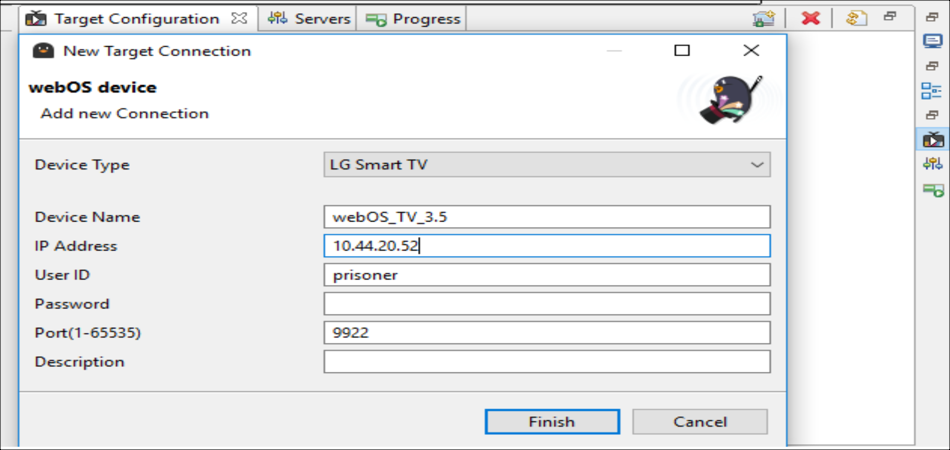 Target Configuration Servers Progress
New Target Connection
webOS device
Add new Connection
Device Type LG Smart TV
Device Name webOS_TV_3.5
IP Address 10.44.20.52
User ID prisoner
Password
Port(1-65535) 9922
Description
Finish Cancel